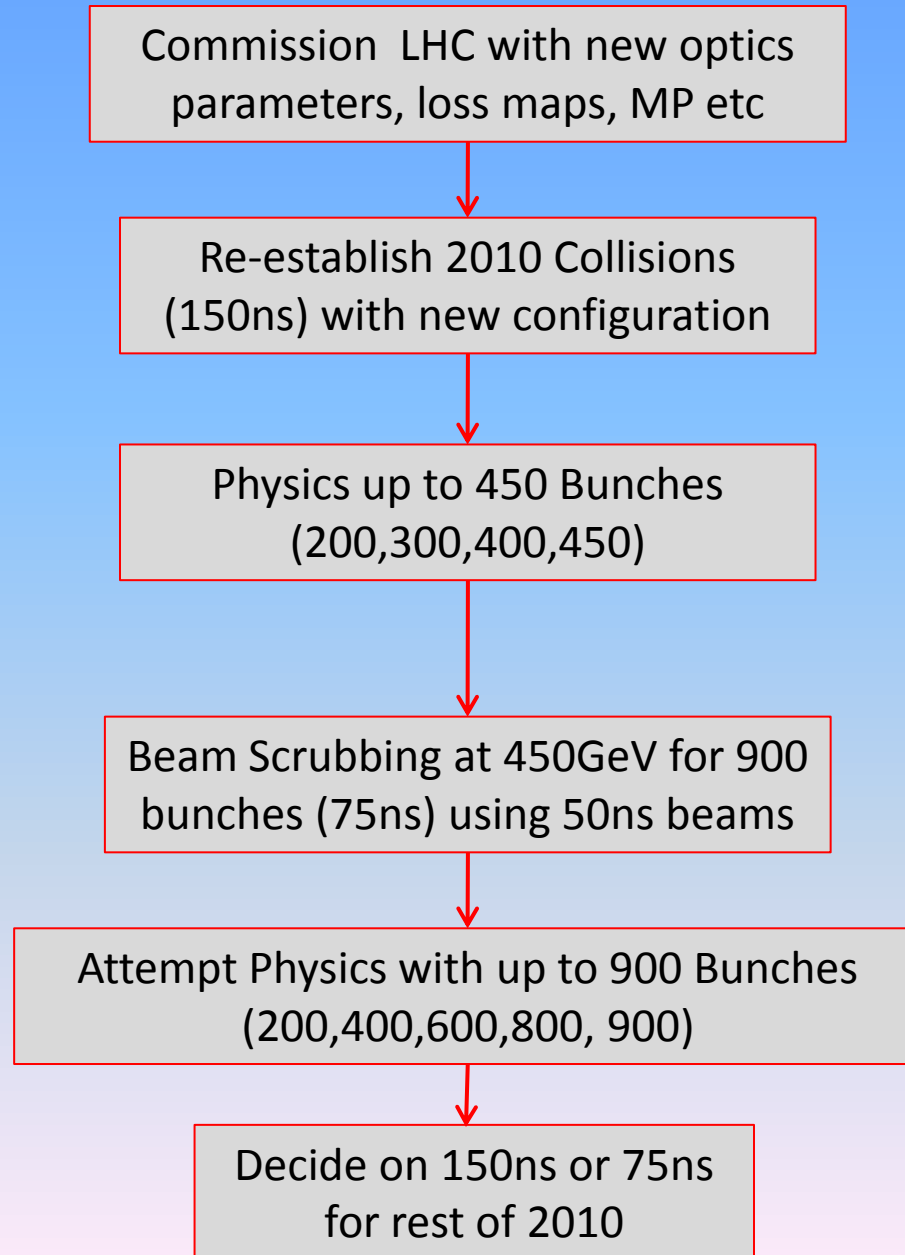 Commission LHC with new optics
parameters, loss maps, MP etc
Re-establish 2010 Collisions
(150ns) with new configuration
Physics up to 450 Bunches
(200,300,400,450)
Beam Scrubbing at 450GeV for 900
bunches (75ns) using 50ns beams
Attempt Physics with up to 900 Bunches
(200,400,600,800, 900)
Decide on 150ns or 75ns
for rest of 2010